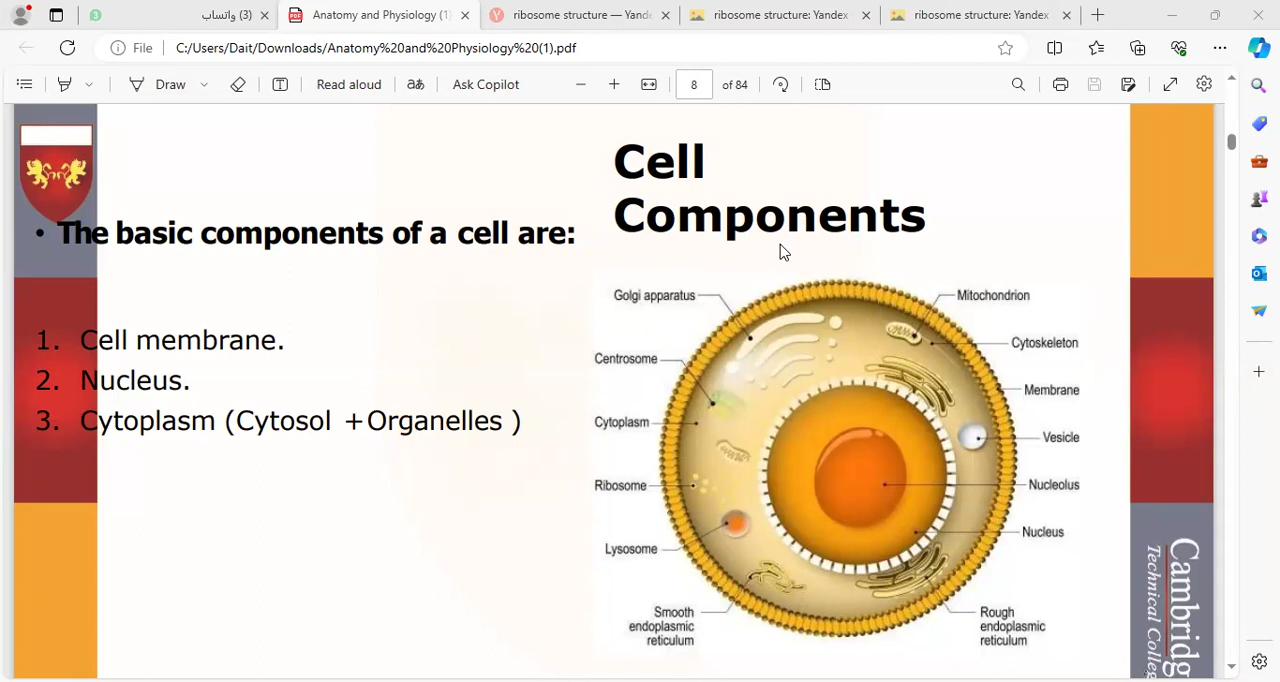 (3) واتساب
Anatomy and Physiology (1)
ribosome structure — Yande
ribosome structure: Yandex
ribosome structure: Yandex
File
C:/Users/Dait/Downloads/Anatomy%20and%20Physiology%20(1).pdf
Draw
Read aloud
aあ
Ask Copilot
8
of 84
Cell
Components
• The basic components of a cell are:
1. Cell membrane.
2. Nucleus.
3. Cytoplasm (Cytosol +Organelles )
Golgi apparatus
Centrosome
Cytoplasm
Ribosome
Lysosome
Smooth
endoplasmic
reticulum
Mitochondrion
Cytoskeleton
Membrane
Vesicle
Nucleolus
Nucleus
Rough
endoplasmic
reticulum
Cambridg
Technical Colleg